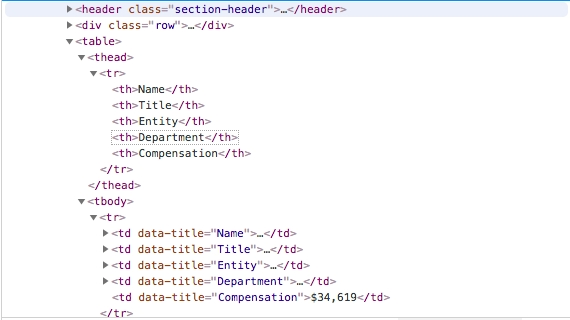 ▶<header class="section-header">…</header>
▶<div class="row">…</div>
▼<table>
▼<thead>
▼<tr>
<th>Name</th>
<th>Title</th>
<th>Entity</th>
<th>Department</th>
<th>Compensation</th>
</tr>
</thead>
▼<tbody>
▼<tr>
▶<td data-title="Name">…</td>
▶<td data-title="Title">…</td>
▶<td data-title="Entity">…</td>
▶<td data-title="Department">…</td>
<td data-title="Compensation">$34,619</td>
</tr>